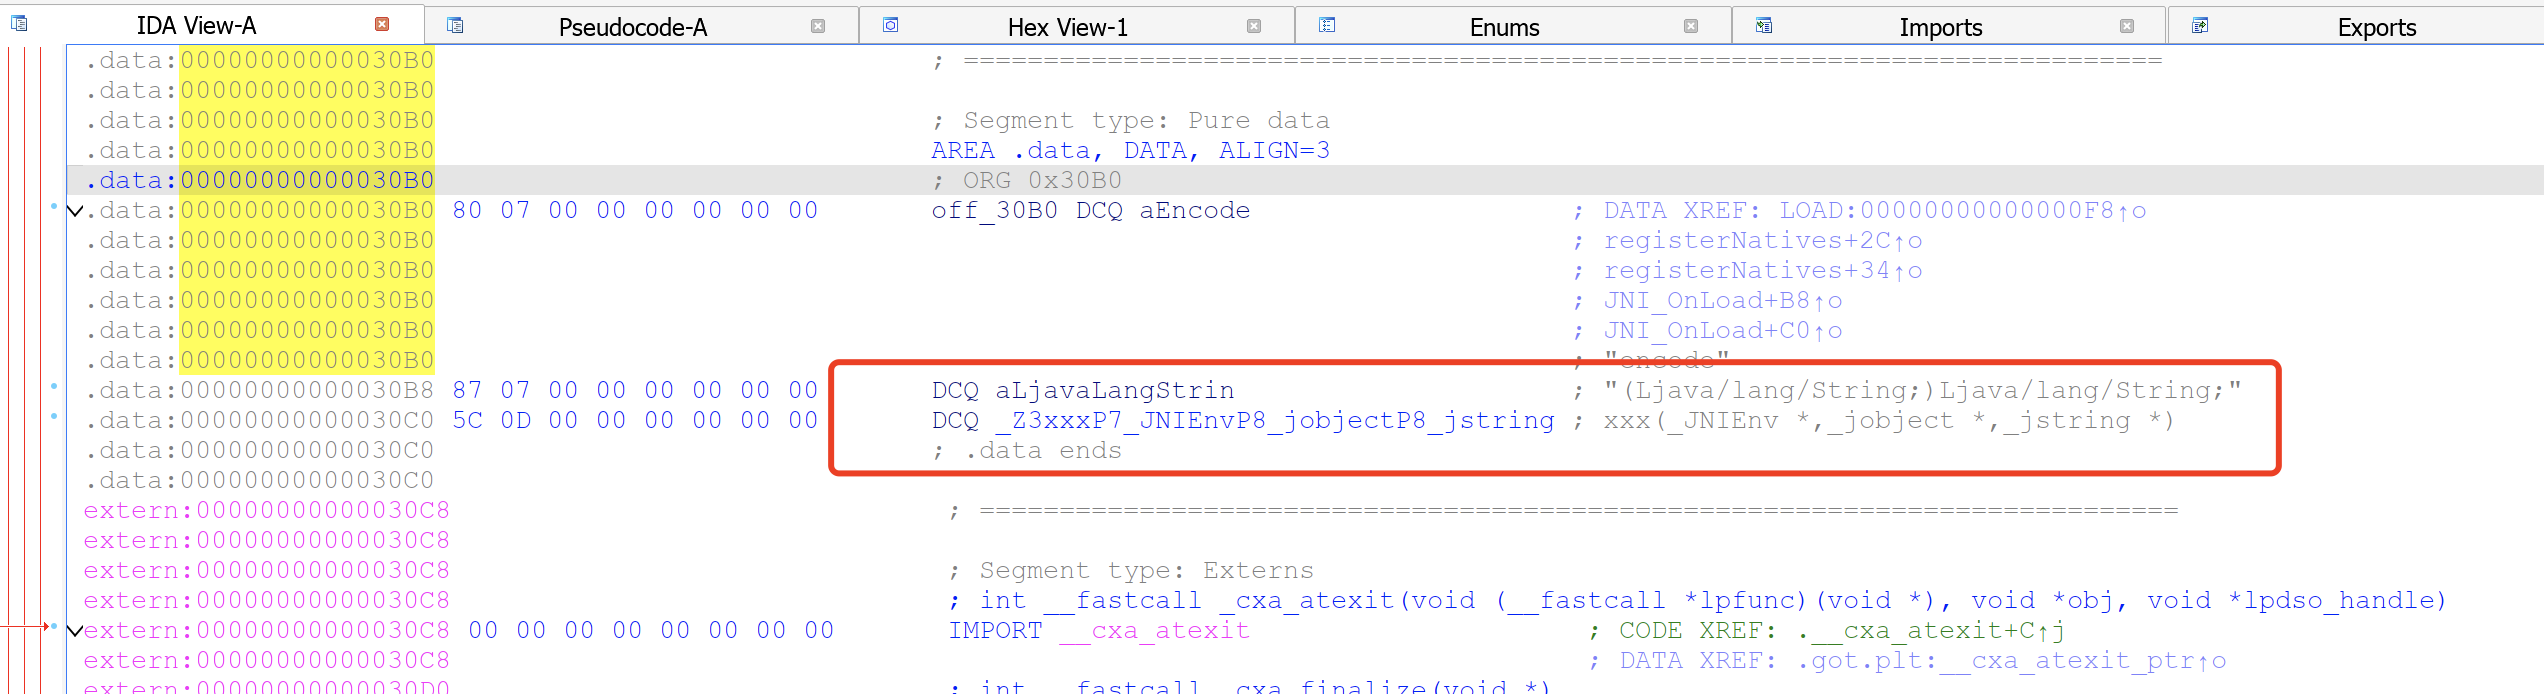 IDA View-A Pseudocode-A Hex View-1 Enums Imports Exports
.data:00000000000030B0 ; ===========================================================================
.data:00000000000030B0
.data:00000000000030B0 ; Segment type: Pure data
.data:00000000000030B0 AREA .data, DATA, ALIGN=3
.data:00000000000030B0 ; ORG 0x30B0
.data:00000000000030B0 80 07 00 00 00 00 00 00 off_30B0 DCQ aEncode ; DATA XREF: LOAD:00000000000000F8↑o
.data:00000000000030B0 ; registerNatives+2C↑o
.data:00000000000030B0 ; registerNatives+34↑o
.data:00000000000030B0 ; JNI_OnLoad+B8↑o
.data:00000000000030B0 ; JNI_OnLoad+C0↑o
.data:00000000000030B0 ; "encode"
.data:00000000000030B8 87 07 00 00 00 00 00 00 DCQ aLjavaLangStrin ; "(Ljava/lang/String;)Ljava/lang/String;"
.data:00000000000030C0 5C 0D 00 00 00 00 00 00 DCQ _Z3xxxP7_JNIEnvP8_jobjectP8_jstring ; xxx(_JNIEnv *,_jobject *,_jstring *)
.data:00000000000030C0 ; .data ends
.data:00000000000030C0
extern:00000000000030C8 ; ===========================================================================
extern:00000000000030C8
extern:00000000000030C8 ; Segment type: Externs
extern:00000000000030C8 ; int __fastcall _cxa_atexit(void (__fastcall *lpfunc)(void *), void *obj, void *lpdso_handle)
extern:00000000000030C8 00 00 00 00 00 00 00 00 IMPORT __cxa_atexit ; CODE XREF: .__cxa_atexit+C↑j
extern:00000000000030C8 ; DATA XREF: .got.plt:__cxa_atexit_ptr↑o
extern:00000000000030D0 ; int __fastcall _cxa_finalize(void *)